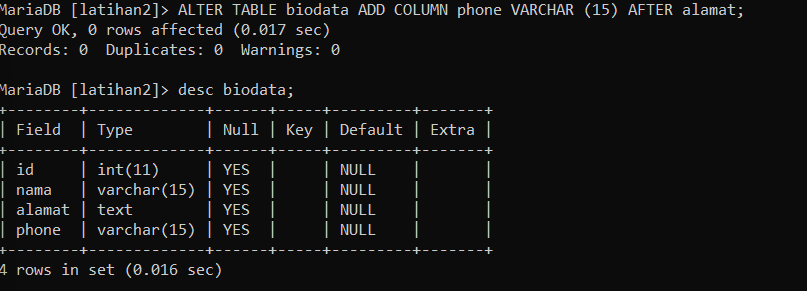 MariaDB [latihan2]> ALTER TABLE biodata ADD COLUMN phone VARCHAR (15) AFTER alamat;
Query OK, 0 rows affected (0.017 sec)
Records: 0  Duplicates: 0  Warnings: 0

MariaDB [latihan2]> desc biodata;
+--------+-------------+------+-----+---------+-------+
| Field  | Type        | Null | Key | Default | Extra |
+--------+-------------+------+-----+---------+-------+
| id     | int(11)     | YES  |     | NULL    |       |
| nama   | varchar(15) | YES  |     | NULL    |       |
| alamat | text        | YES  |     | NULL    |       |
| phone  | varchar(15) | YES  |     | NULL    |       |
+--------+-------------+------+-----+---------+-------+
4 rows in set (0.016 sec)